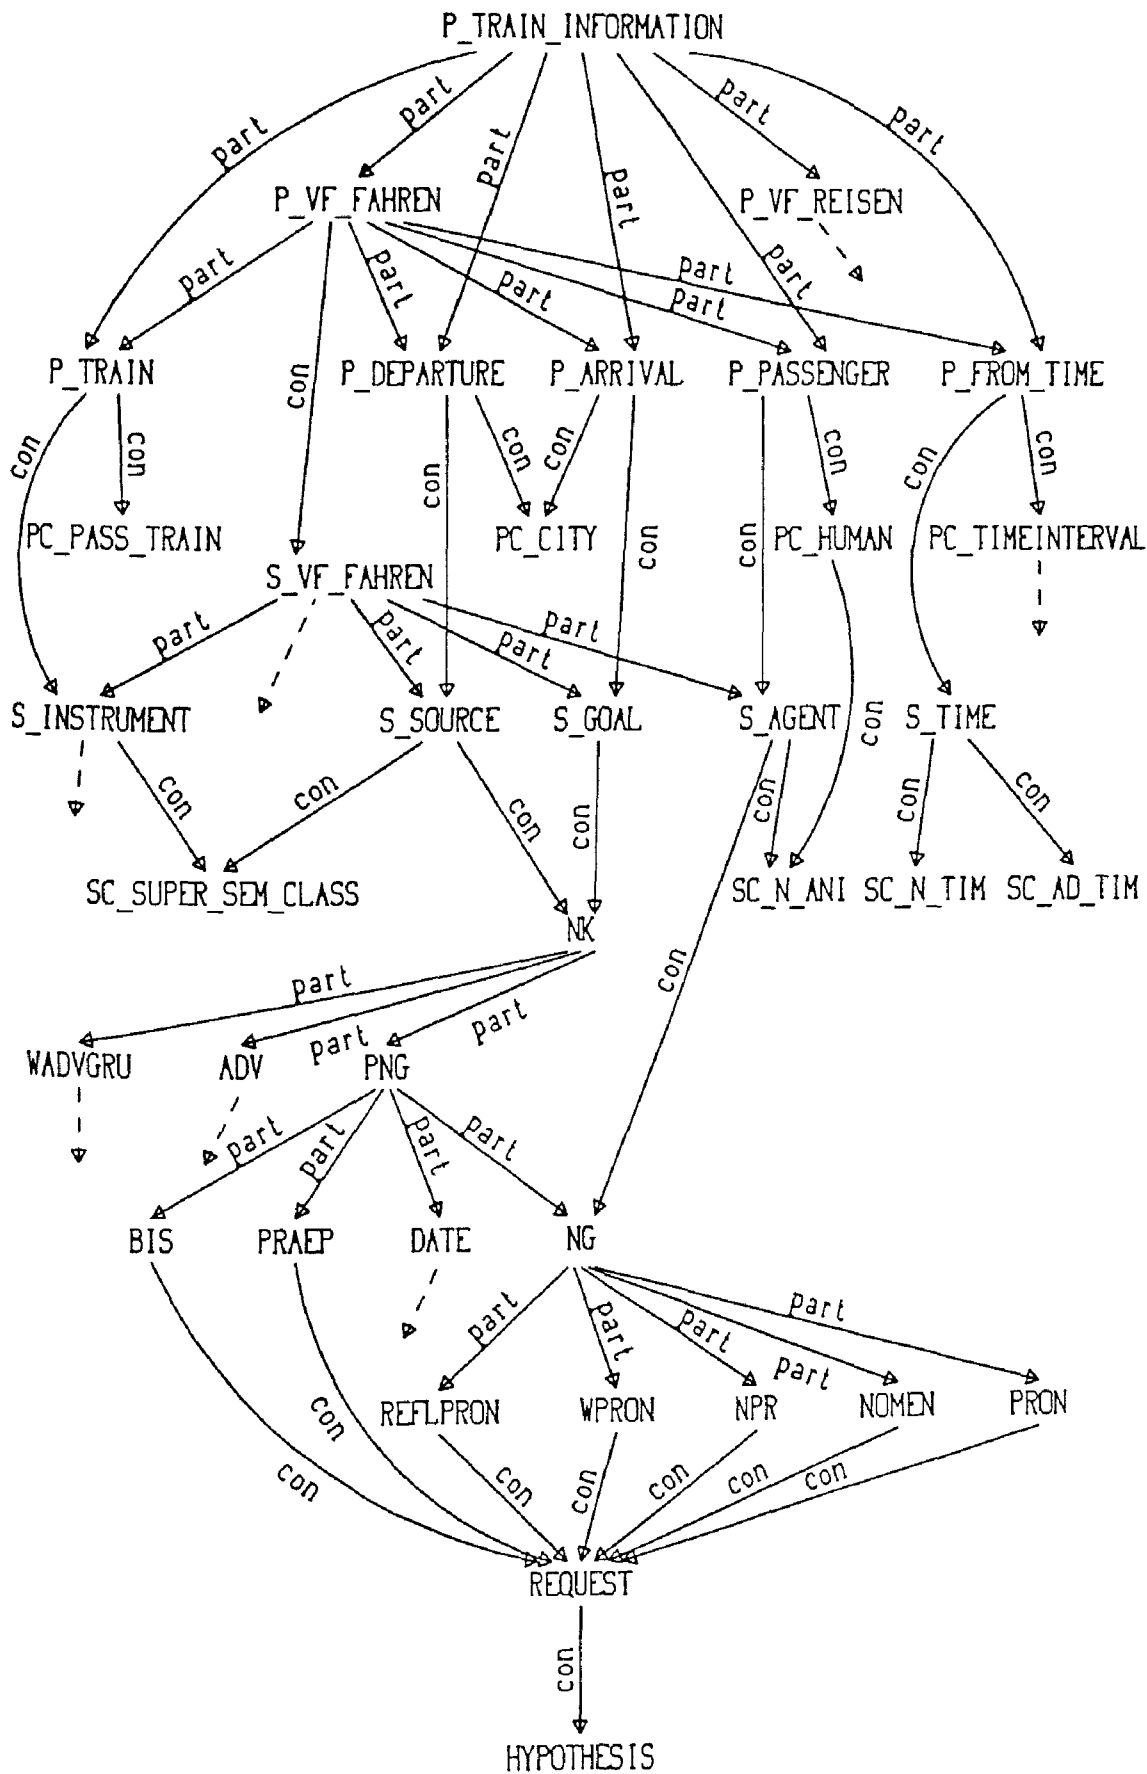 P_TRAIN_INFORMATION
part part part part part part part
P_VF_FAHREN P_VF_REISEN
part part part part part part
P_TRAIN P_DEPARTURE P_ARRIVAL P_PASSENGER P_FROM_TIME
con con con con con con con con con con con
PC_PASS_TRAIN PC_CITY PC_HUMAN PC_TIMEINTERVAL
S_VF_FAHREN
part part part part
S_INSTRUMENT S_SOURCE S_GOAL S_AGENT S_TIME
con con con con con con con con
SC_SUPER_SEM_CLASS SC_N_ANI SC_N_TIM SC_AD_TIM
NK
part part part con
WADVGRU ADV PNG
part part part part
BIS PRAEP DATE NG
part part part part part
REFLPRON WPRON NPR NOMEN PRON
con con con con con con con
REQUEST
con
HYPOTHESIS